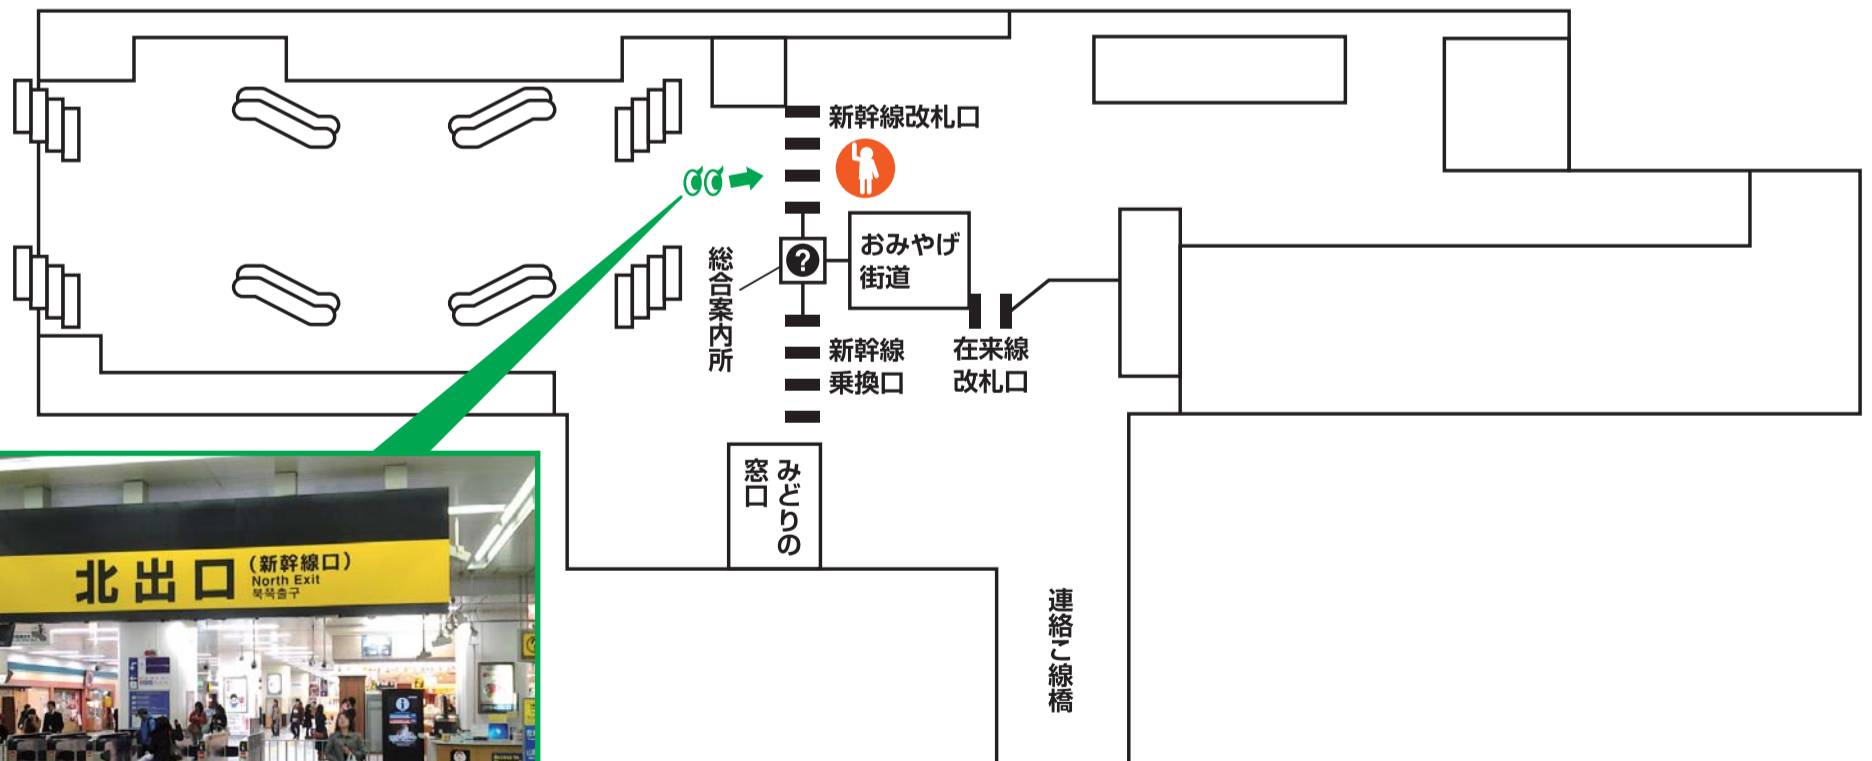 新幹線改札口
?
おみやげ
街道
総合案内所
新幹線
乗換口
在来線
改札口
みどりの
窓口
連絡こ線橋
北出口
(新幹線口)
North Exit
북쪽출구